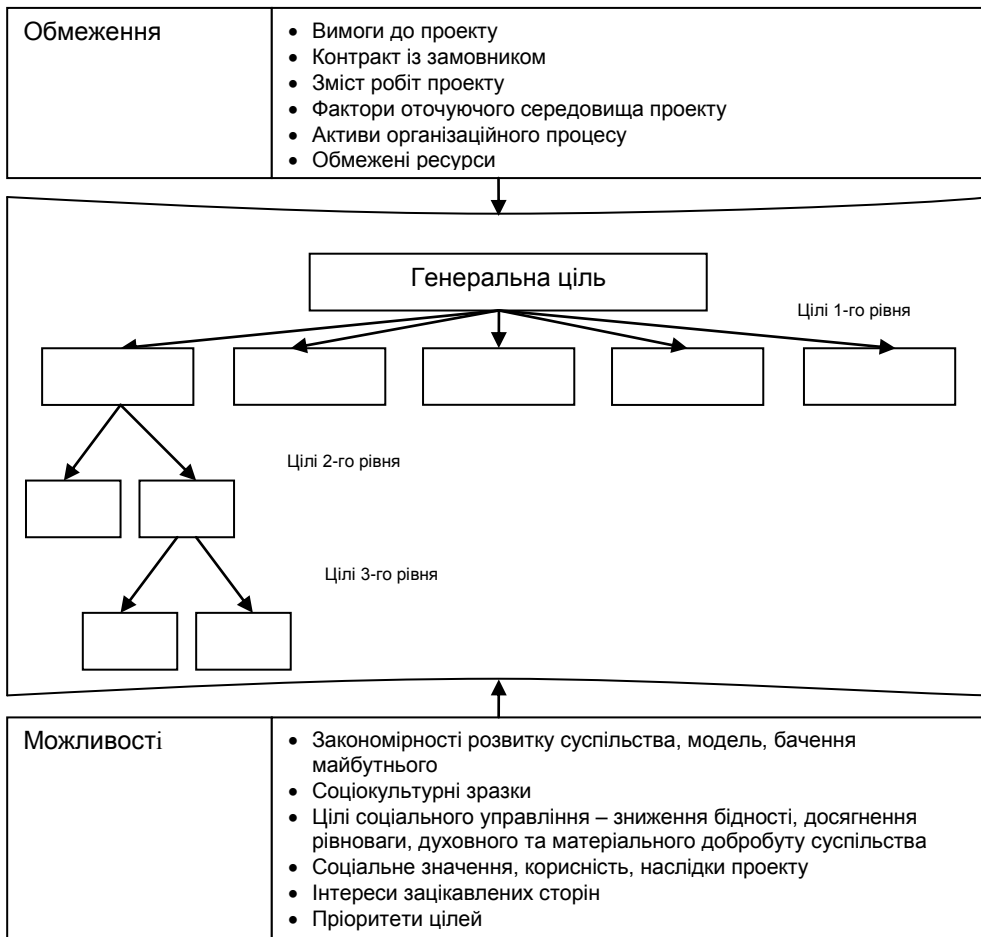 Обмеження
• Вимоги до проекту
• Контракт із замовником
• Зміст робіт проекту
• Фактори оточуючого середовища проекту
• Активи організаційного процесу
• Обмежені ресурси
Генеральна ціль
Цілі 1-го рівня
Цілі 2-го рівня
Цілі 3-го рівня
Можливості
• Закономірності розвитку суспільства, модель, бачення
майбутнього
• Соціокультурні зразки
• Цілі соціального управління – зниження бідності, досягнення
рівноваги, духовного та матеріального добробуту суспільства
• Соціальне значення, корисність, наслідки проекту
• Інтереси зацікавлених сторін
• Пріоритети цілей